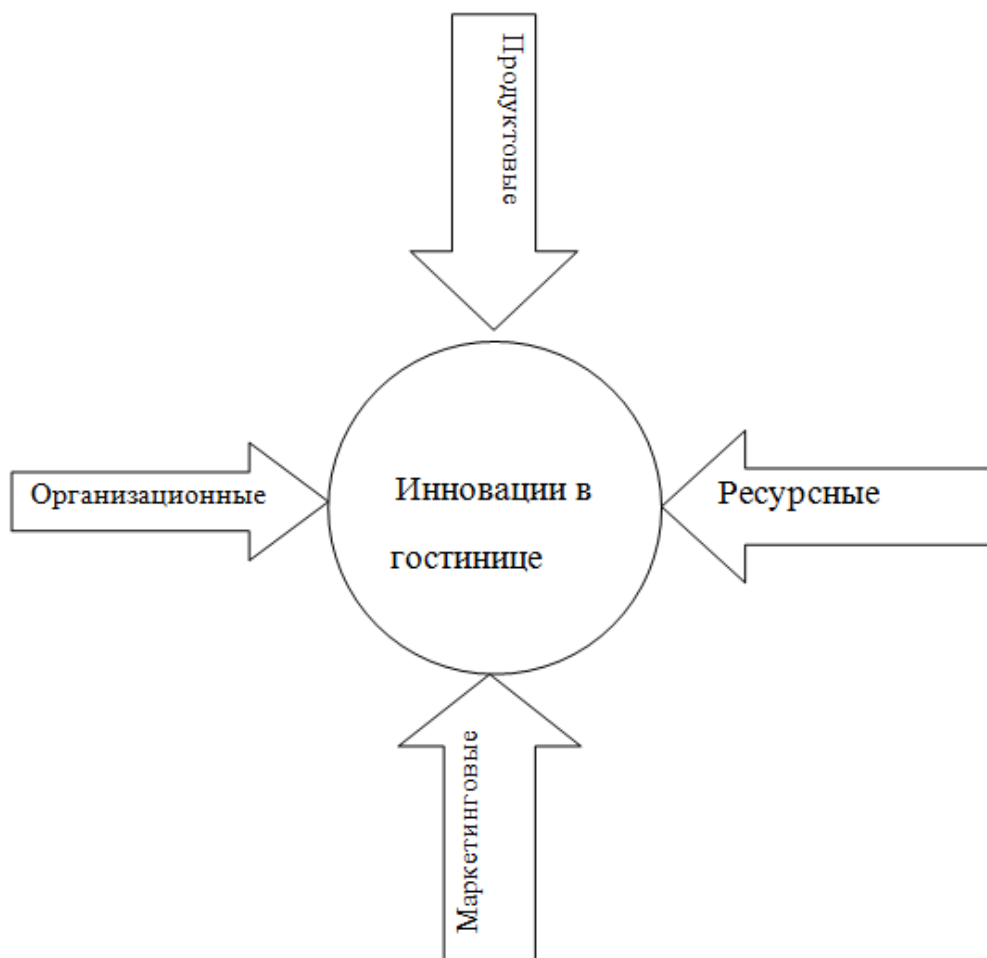 Продуктовые
Организационные
Инновации в
гостинице
Ресурсные
Маркетинговые